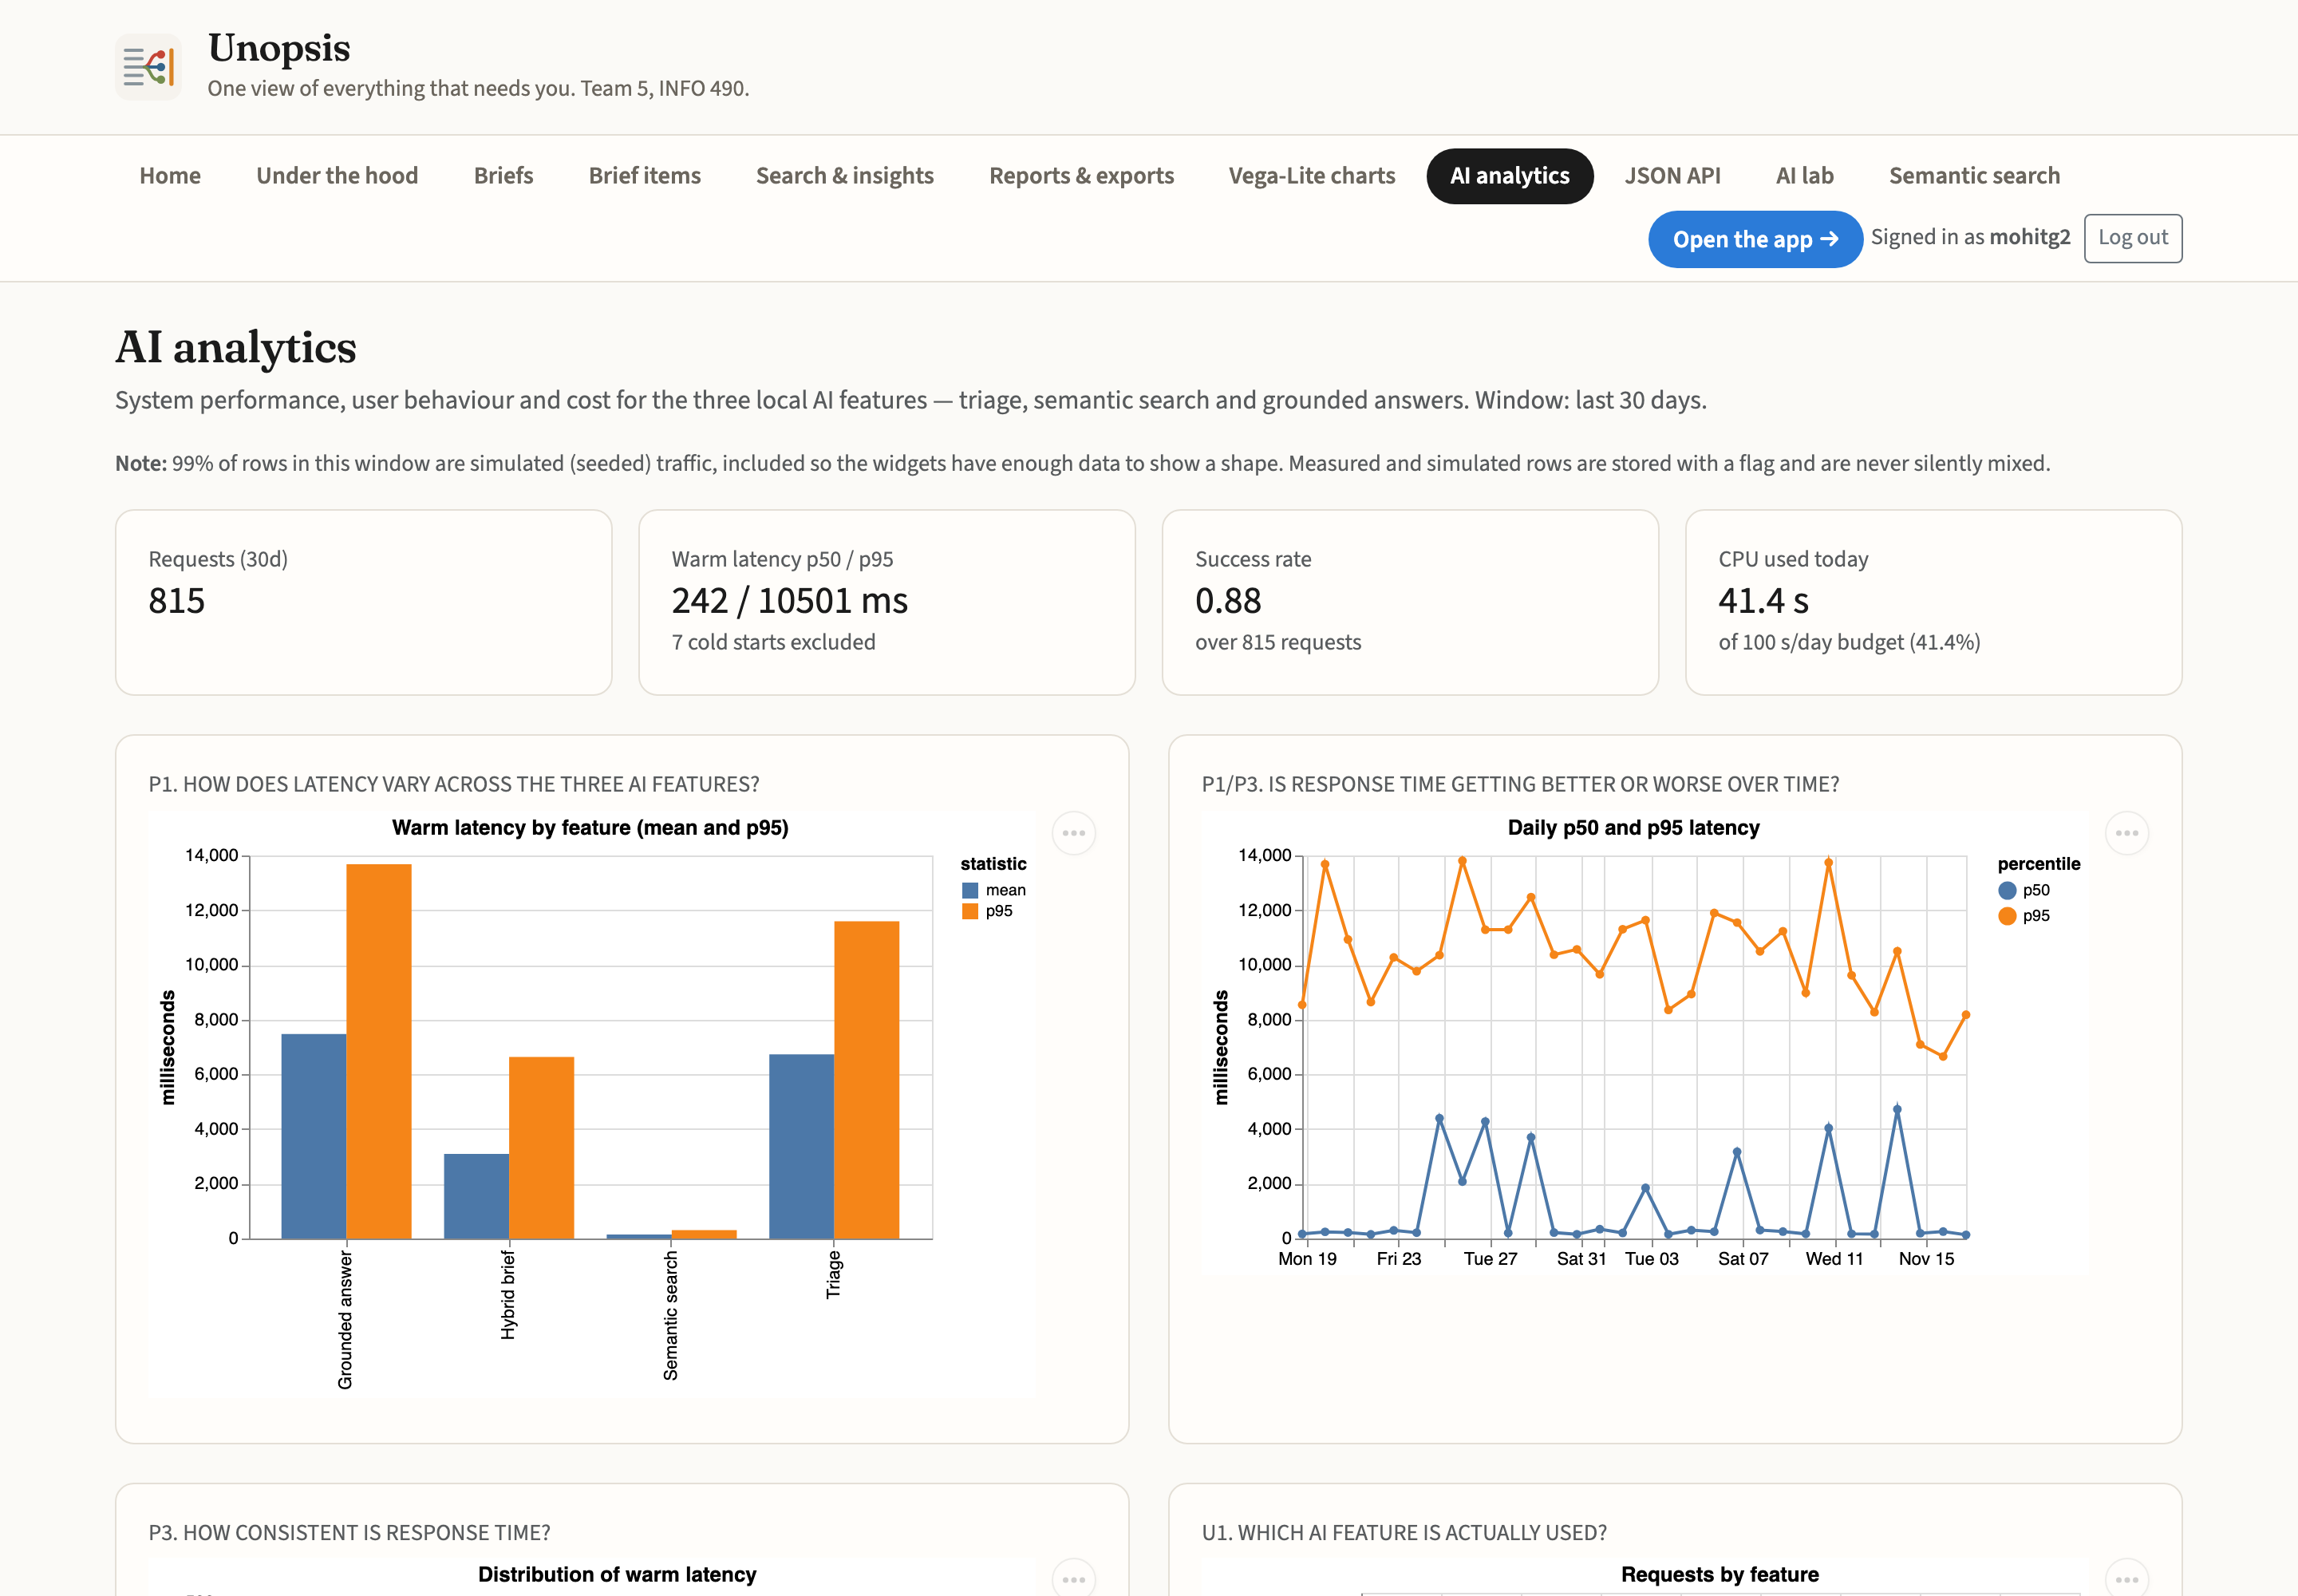 Unopsis
One view of everything that needs you. Team 5, INFO 490.
Home Under the hood Briefs Brief items Search & insights Reports & exports Vega-Lite charts AI analytics JSON API AI lab Semantic search
Open the app → Signed in as mohitg2 Log out
AI analytics
System performance, user behaviour and cost for the three local AI features — triage, semantic search and grounded answers. Window: last 30 days.
Note: 99% of rows in this window are simulated (seeded) traffic, included so the widgets have enough data to show a shape. Measured and simulated rows are stored with a flag and are never silently mixed.
Requests (30d)
815
Warm latency p50 / p95
242 / 10501 ms
7 cold starts excluded
Success rate
0.88
over 815 requests
CPU used today
41.4 s
of 100 s/day budget (41.4%)
P1. HOW DOES LATENCY VARY ACROSS THE THREE AI FEATURES?
Warm latency by feature (mean and p95)
14,000
12,000
10,000
8,000
6,000
4,000
2,000
0
milliseconds
Grounded answer
Hybrid brief
Semantic search
Triage
statistic
mean
p95
P1/P3. IS RESPONSE TIME GETTING BETTER OR WORSE OVER TIME?
Daily p50 and p95 latency
14,000
12,000
10,000
8,000
6,000
4,000
2,000
0
milliseconds
Mon 19 Fri 23 Tue 27 Sat 31 Tue 03 Sat 07 Wed 11 Nov 15
percentile
p50
p95
P3. HOW CONSISTENT IS RESPONSE TIME?
Distribution of warm latency
U1. WHICH AI FEATURE IS ACTUALLY USED?
Requests by feature